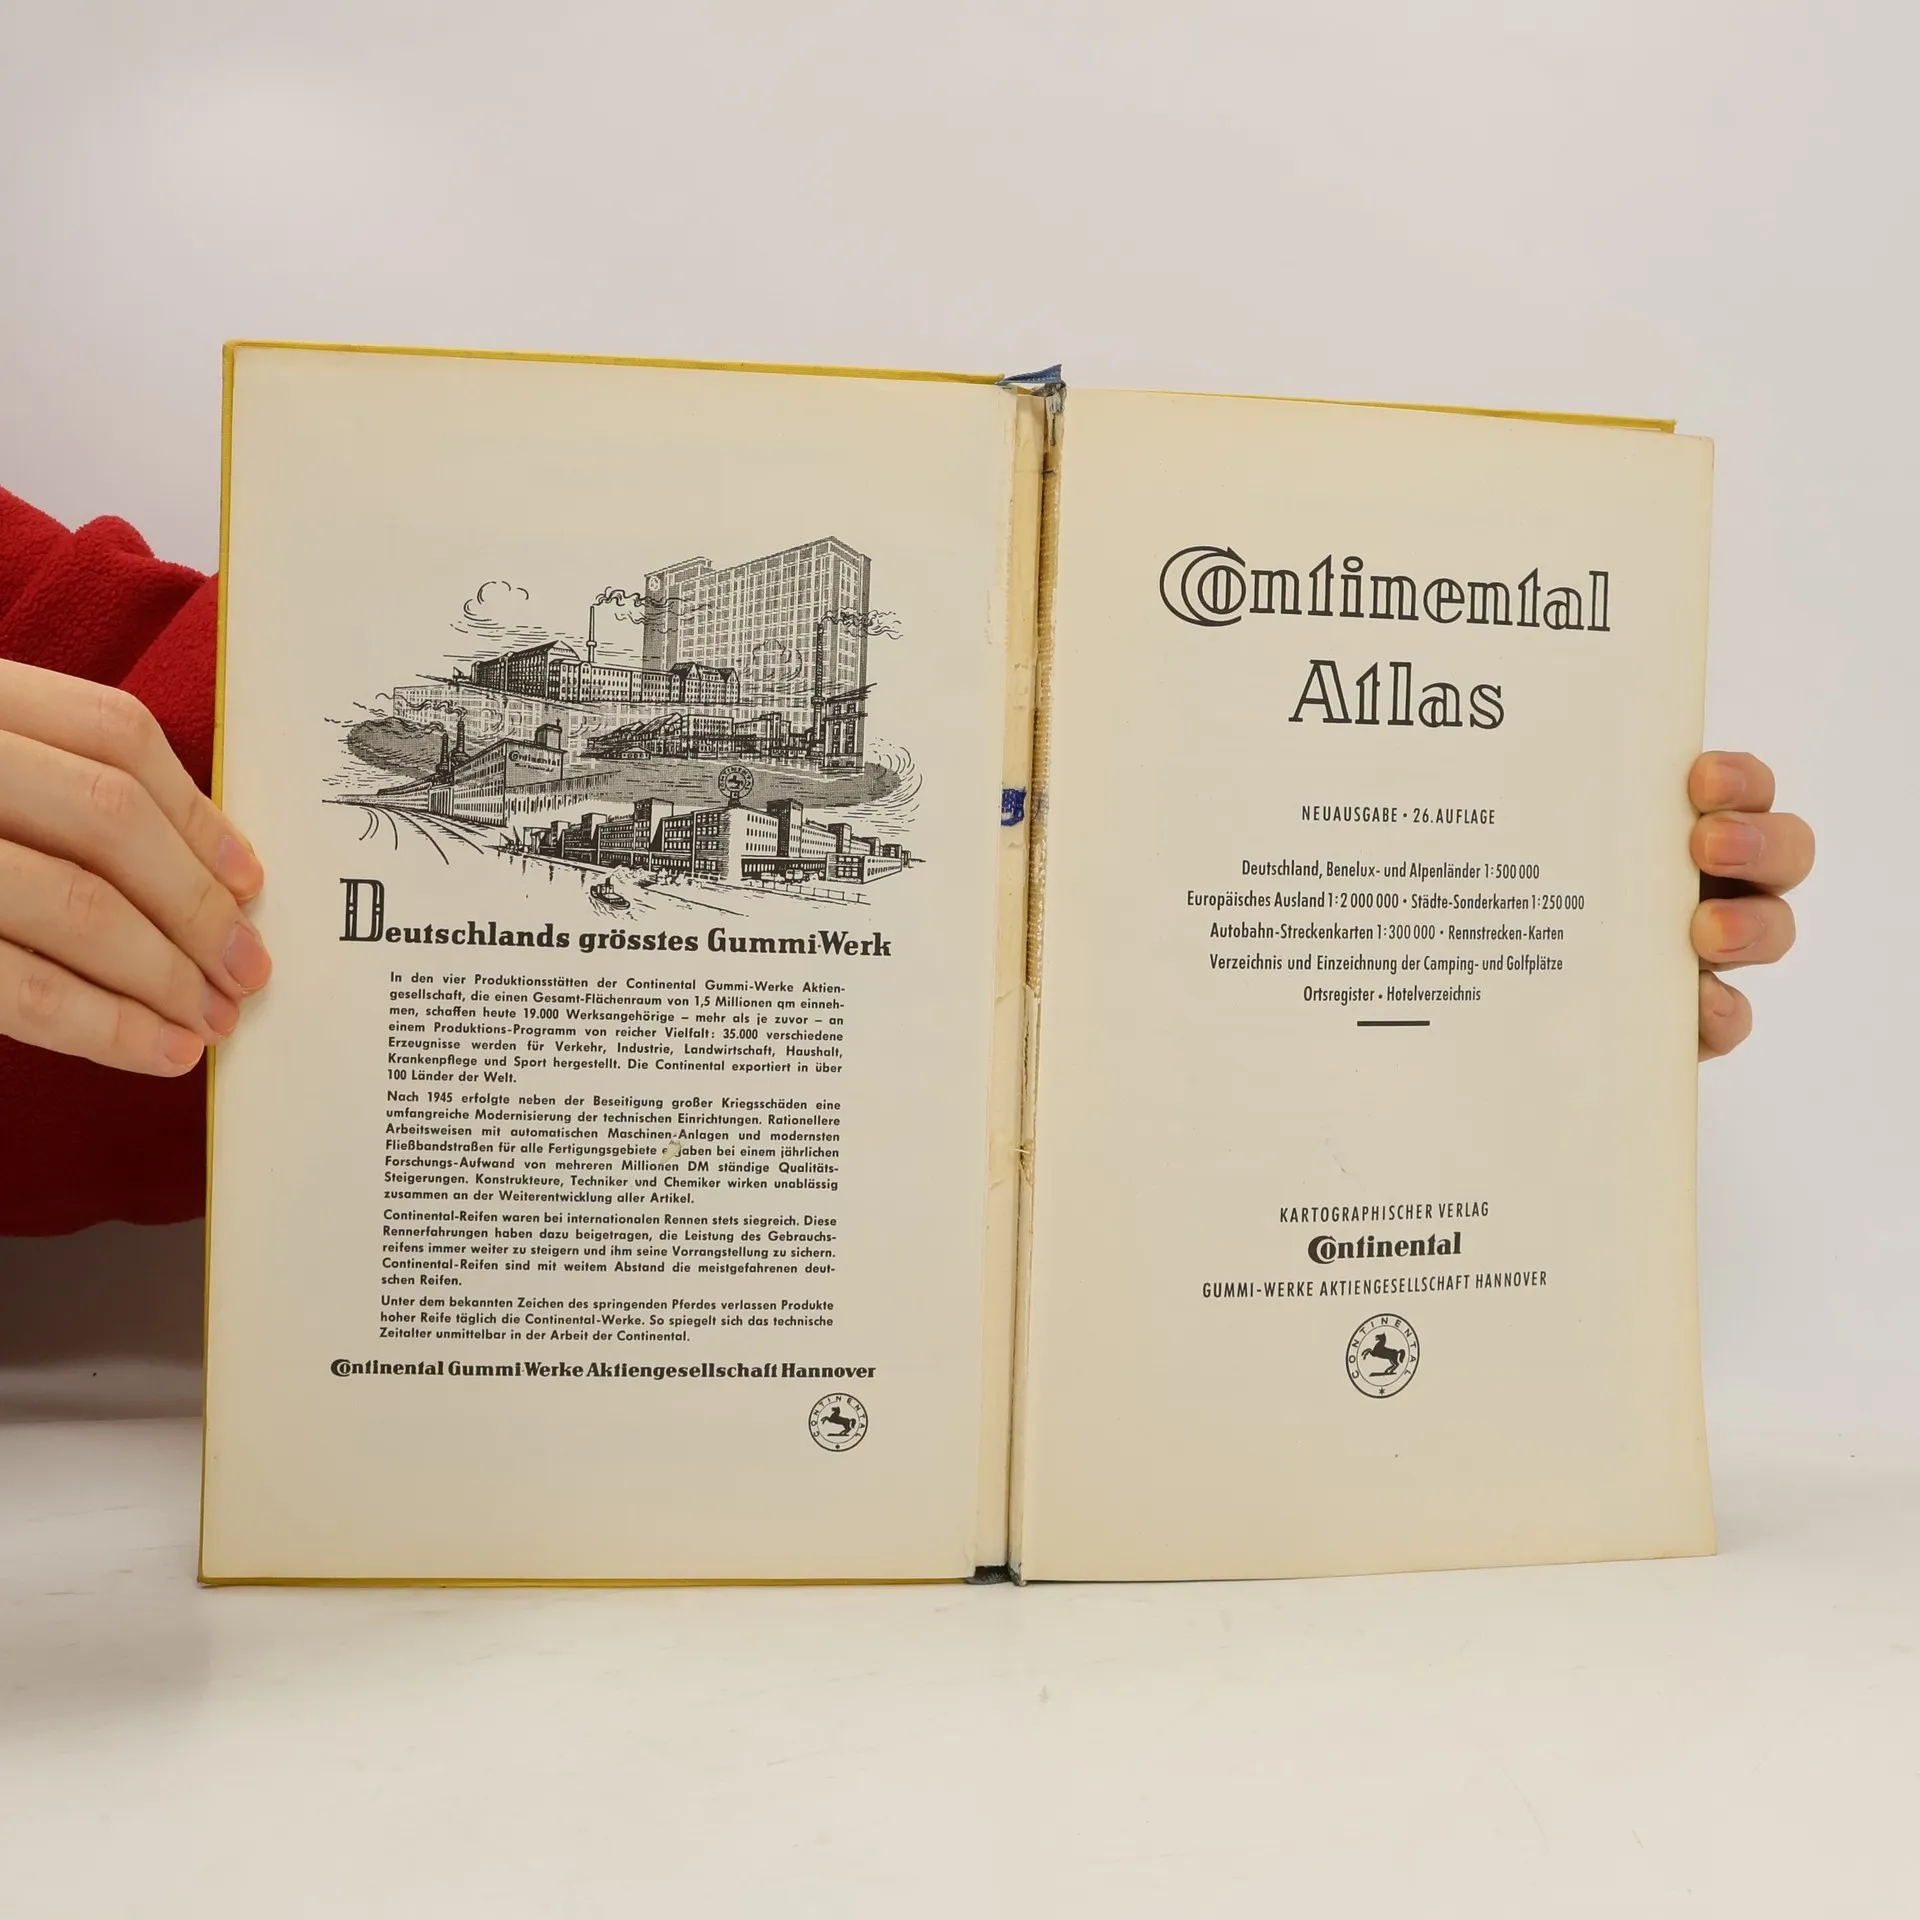 Continental
Continental
Deutschlands grösstes Gummi-Werk
In den vier Produktionsstätten der Continental Gummi-Werke Aktien-
gesellschaft, die einen Gesamt-Flächenraum von 1,5 Millionen qm einneh-
men, schaffen heute 19.000 Werksangehörige – mehr als je zuvor – an
einem Produktions-Programm von reicher Vielfalt: 35.000 verschiedene
Erzeugnisse werden für Verkehr, Industrie, Landwirtschaft, Haushalt,
Krankenpflege und Sport hergestellt. Die Continental exportiert in über
100 Länder der Welt.
Nach 1945 erfolgte neben der Beseitigung großer Kriegsschäden eine
umfangreiche Modernisierung der technischen Einrichtungen. Rationellere
Arbeitsweisen mit automatischen Maschinen-Anlagen und modernsten
Fließbandstraßen für alle Fertigungsgebiete bei einem jährlichen
Forschungs-Aufwand von mehreren Millionen DM ständige Qualitäts-
Steigerungen. Konstrukteure, Techniker und Chemiker wirken unablässig
zusammen an der Weiterentwicklung aller Artikel.
Continental-Reifen waren bei internationalen Rennen stets siegreich. Diese
Rennerfahrungen haben dazu beigetragen, die Leistung des Gebrauchs-
reifens immer weiter zu steigern und ihm seine Vorrangstellung zu sichern.
Continental-Reifen sind mit weitem Abstand die meistgefahrenen deut-
schen Reifen.
Unter dem bekannten Zeichen des springenden Pferdes verlassen Produkte
hoher Reife täglich die Continental-Werke. So spiegelt sich das technische
Zeitalter unmittelbar in der Arbeit der Continental.
Continental Gummi-Werke Aktiengesellschaft Hannover
CONTINENTAL
Continental
Atlas
NEUAUSGABE • 26. AUFLAGE
Deutschland, Benelux- und Alpenländer 1:500 000
Europäisches Ausland 1:2 000 000 • Städte-Sonderkarten 1:250 000
Autobahn-Streckenkarten 1:300 000 • Rennstrecken-Karten
Verzeichnis und Einzeichnung der Camping- und Golfplätze
Ortsregister • Hotelverzeichnis
KARTOGRAPHISCHER VERLAG
Continental
GUMMI-WERKE AKTIENGESELLSCHAFT HANNOVER
CONTINENTAL